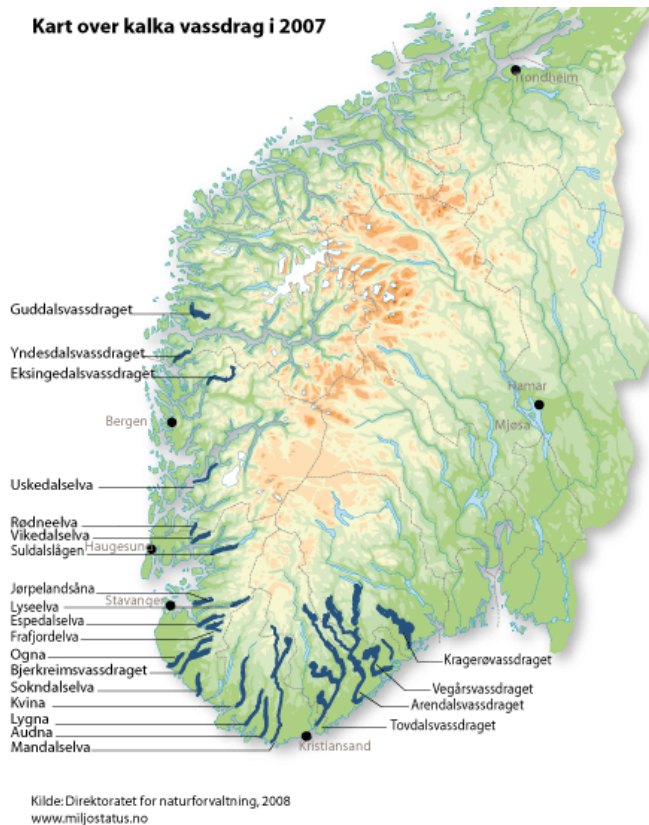 Kart over kalka vassdrag i 2007
Trondheim
Guddalsvassdraget
Yndesdalsvassdraget
Eksingedalsvassdraget
Hamar
Bergen
Mjøsa
Uskedalselva
Rødneelva
Vikedalselva
Haugesund
Suldalslågen
Jørpelandsåna
Stavanger
Lyseelva
Espedalselva
Frafjordelva
Ogna
Kragerøvassdraget
Bjerkreimsvassdraget
Sokndalselva
Vegårsvassdraget
Kvina
Arendalsvassdraget
Lygna
Tovdalsvassdraget
Audna
Kristiansand
Mandalselva
Kilde: Direktoratet for naturforvaltning, 2008
www.miljostatus.no